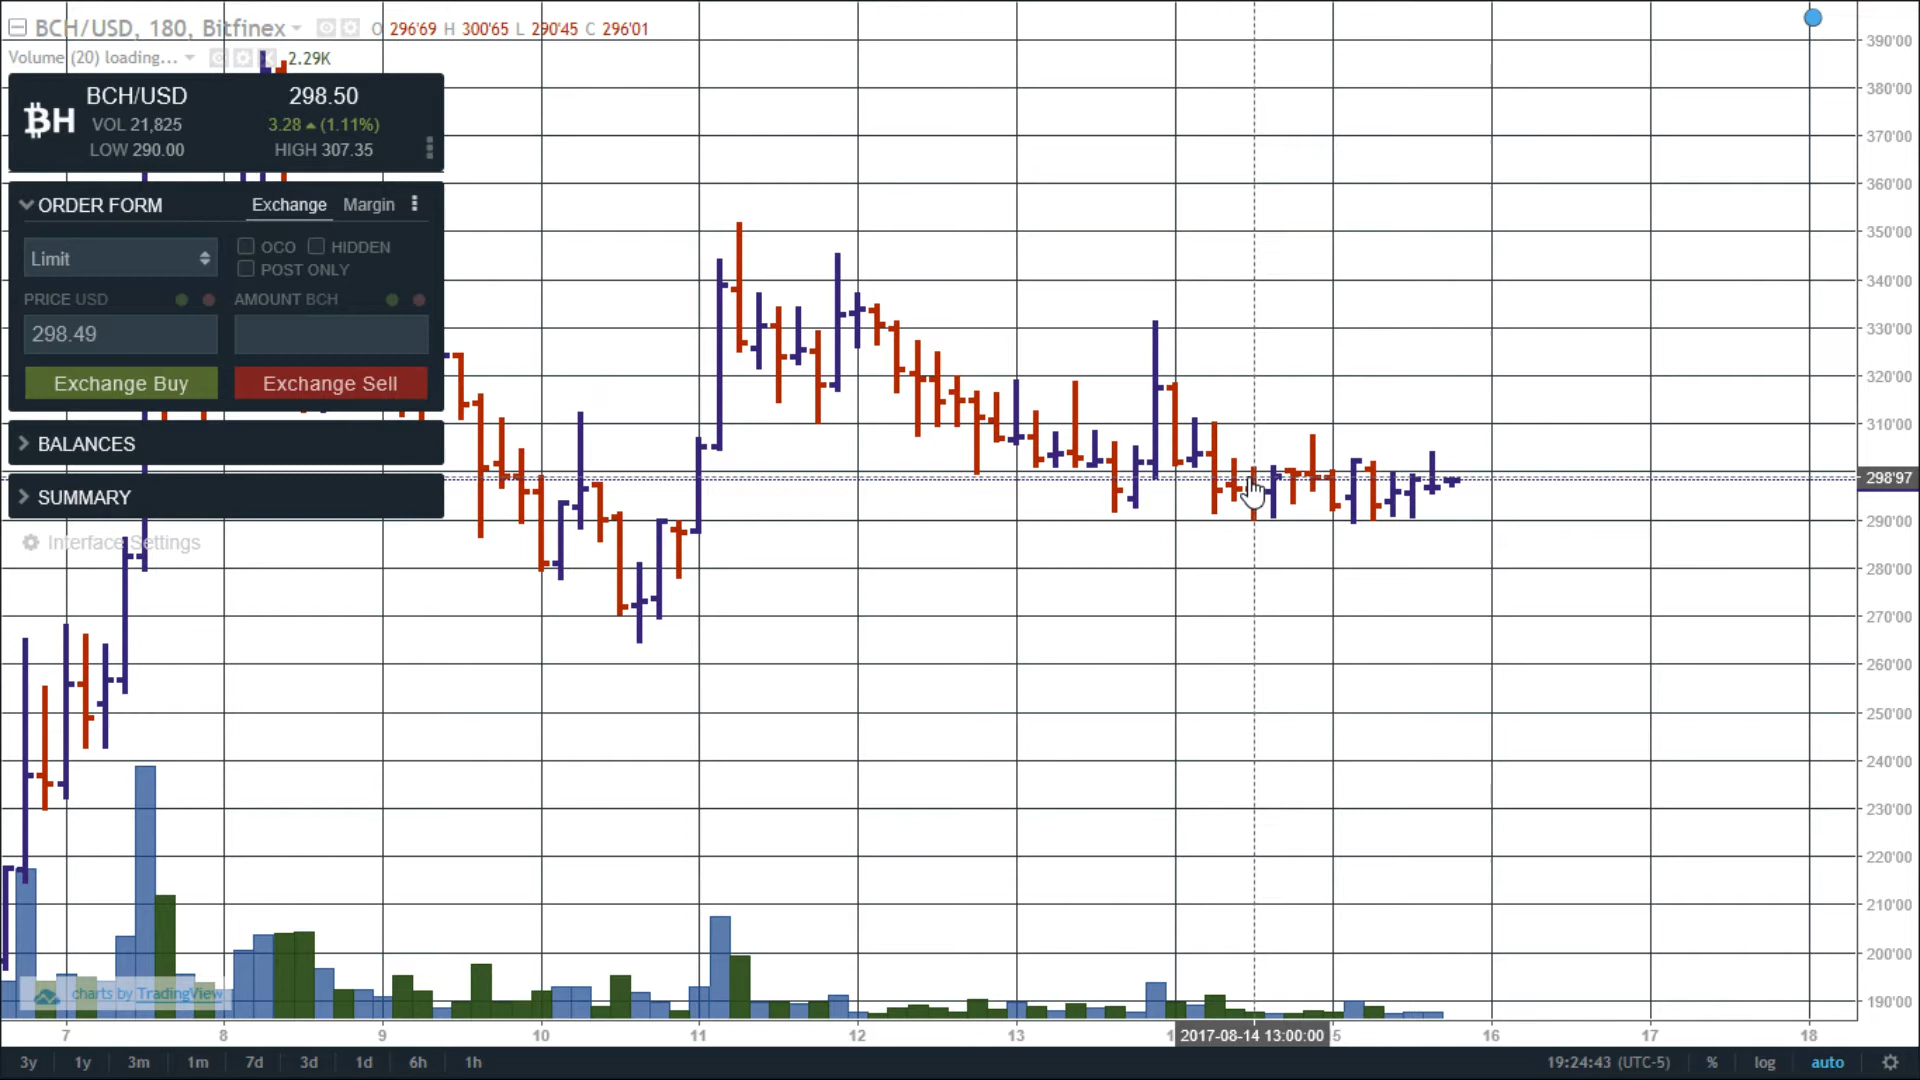 BCH/USD, 180, Bitfinex O 296'69 H 300'65 L 290'45 C 296'01
Volume (20) loading... 2.29K
BCH/USD 298.50
VOL 21,825 3.28 (1.11%)
LOW 290.00 HIGH 307.35
ORDER FORM Exchange Margin
Limit OCO HIDDEN
POST ONLY
PRICE USD AMOUNT BCH
298.49
Exchange Buy Exchange Sell
BALANCES
SUMMARY
Interface Settings
390'00
380'00
370'00
360'00
350'00
340'00
330'00
320'00
310'00
298'97
290'00
280'00
270'00
260'00
250'00
240'00
230'00
220'00
210'00
200'00
190'00
charts by TradingView
7 8 9 10 11 12 13 1 2017-08-14 13:00:00 5 16 17 18
3y 1y 3m 1m 7d 3d 1d 6h 1h 19:24:43 (UTC-5) % log auto